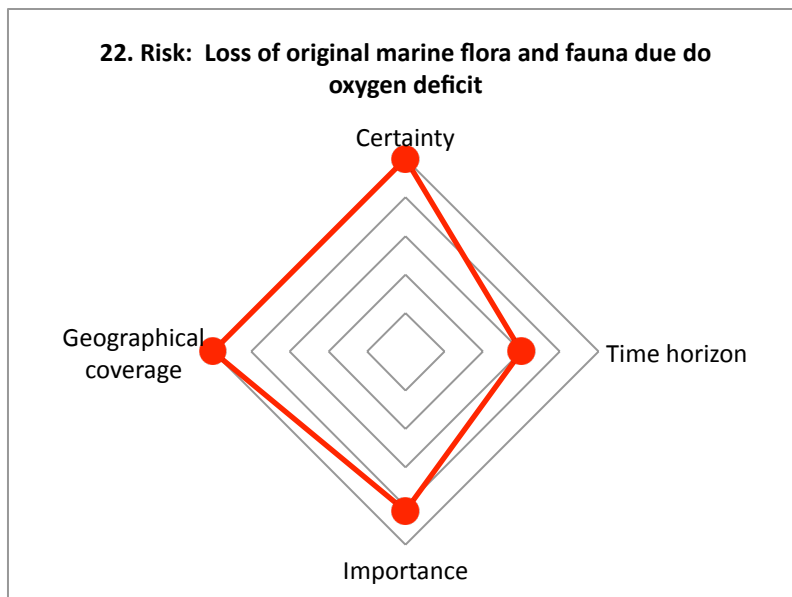 22. Risk: Loss of original marine flora and fauna due do
oxygen deficit
Certainty
Geographical
coverage
Time horizon
Importance